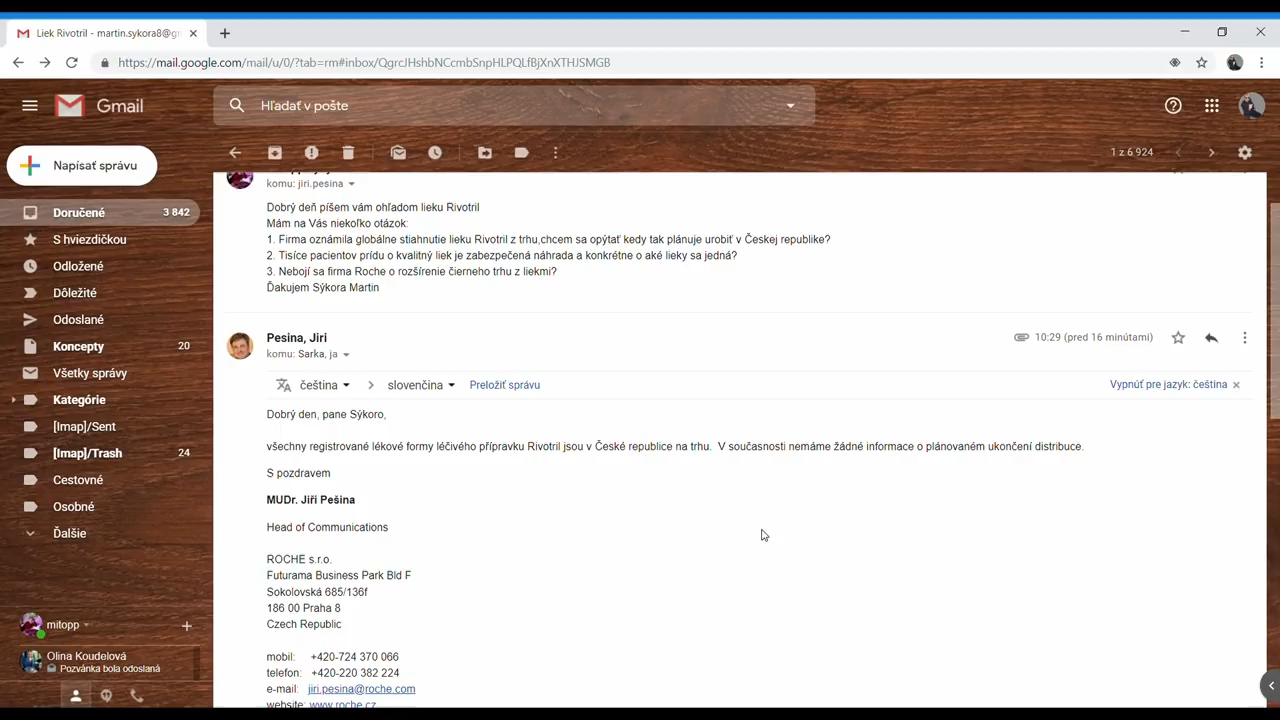 Liek Rivotril - martin.sykora8@g
https://mail.google.com/mail/u/0/?tab=rm#inbox/QgrcJHshbNCcmbSnpHLPQLfBjXnXTHJSMGB
Gmail
Hľadať v pošte
Napísať správu
1 z 6 924
Doručené 3 842
S hviezdičkou
Odložené
Dôležité
Odoslané
Koncepty 20
Všetky správy
Kategórie
[Imap]/Sent
[Imap]/Trash 24
Cestovné
Osobné
Ďalšie
mitopp
Olina Koudelová
Pozvánka bola odoslaná
komu: jiri.pesina
Dobrý deň píšem vám ohľadom lieku Rivotril
Mám na Vás niekoľko otázok:
1. Firma oznámila globálne stiahnutie lieku Rivotril z trhu,chcem sa opýtať kedy tak plánuje urobiť v Českej republike?
2. Tisíce pacientov prídu o kvalitný liek je zabezpečená náhrada a konkrétne o aké lieky sa jedná?
3. Nebojí sa firma Roche o rozšírenie čierneho trhu z liekmi?
Ďakujem Sýkora Martin
Pesina, Jiri 10:29 (pred 16 minútami)
komu: Sarka, ja
čeština slovenčina Preložiť správu Vypnúť pre jazyk: čeština
Dobrý den, pane Sýkoro,
všechny registrované lékové formy léčivého přípravku Rivotril jsou v České republice na trhu. V současnosti nemáme žádné informace o plánovaném ukončení distribuce.
S pozdravem
MUDr. Jiří Pešina
Head of Communications
ROCHE s.r.o.
Futurama Business Park Bld F
Sokolovská 685/136f
186 00 Praha 8
Czech Republic
mobil: +420-724 370 066
telefon: +420-220 382 224
e-mail: jiri.pesina@roche.com
website: www.roche.cz